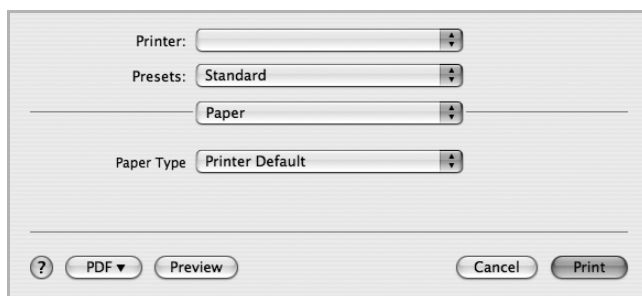 Printer:
Presets: Standard
Paper
Paper Type Printer Default
? PDF ▼ Preview Cancel Print